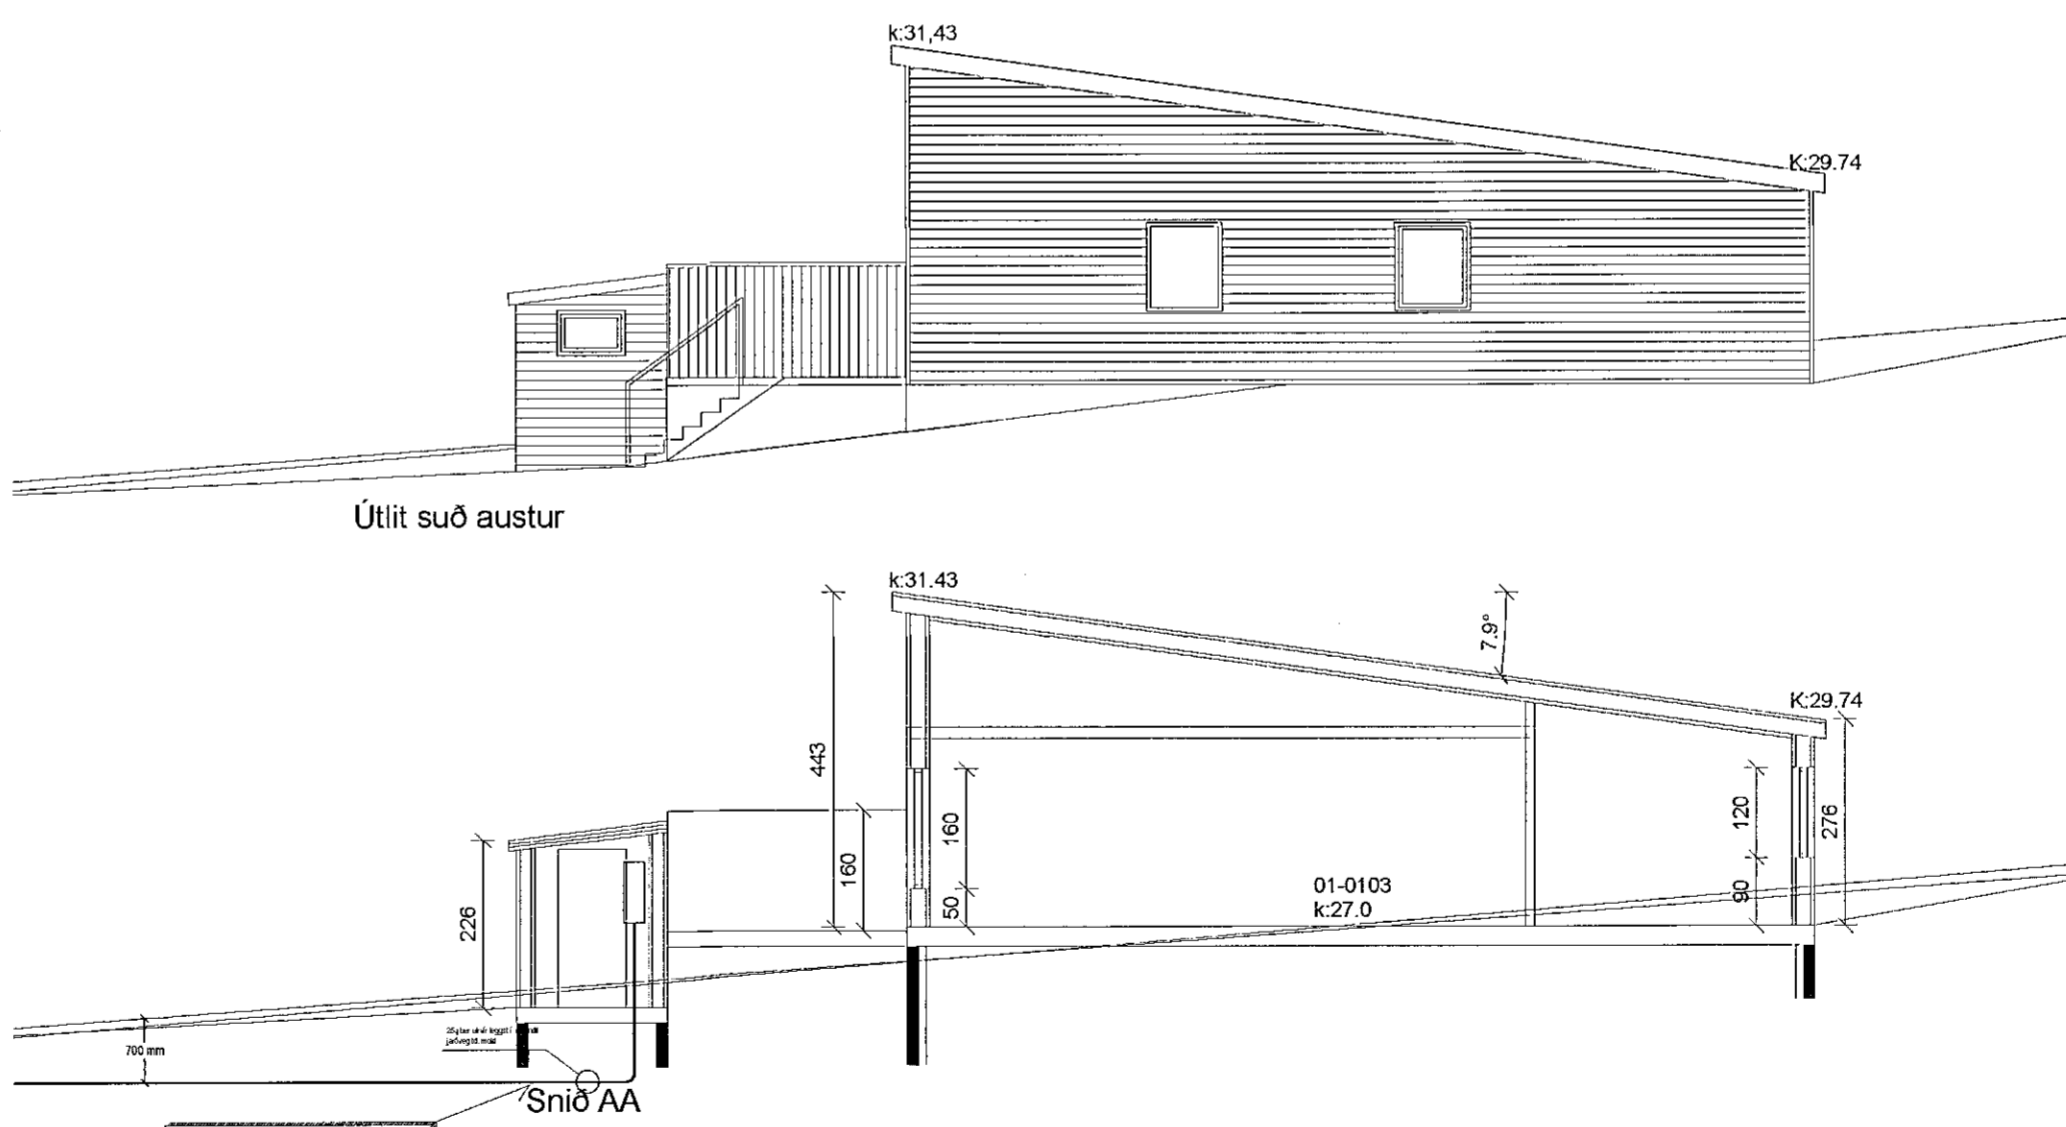 k:31,43
K:29.74
Útlit suð austur
k:31.43
7.9°
K:29.74
443
160
160
120
276
226
50
90
01-0103
k:27.0
700 mm
Snið AA